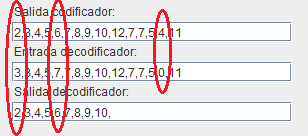 Salida codificador:
2,3,4,5,6,7,8,9,10,12,7,7,5,4,11
Entrada decodificador:
3,3,4,5,7,7,8,9,10,12,7,7,5,0,11
Salida decodificador:
2,3,4,5,6,7,8,9,10,